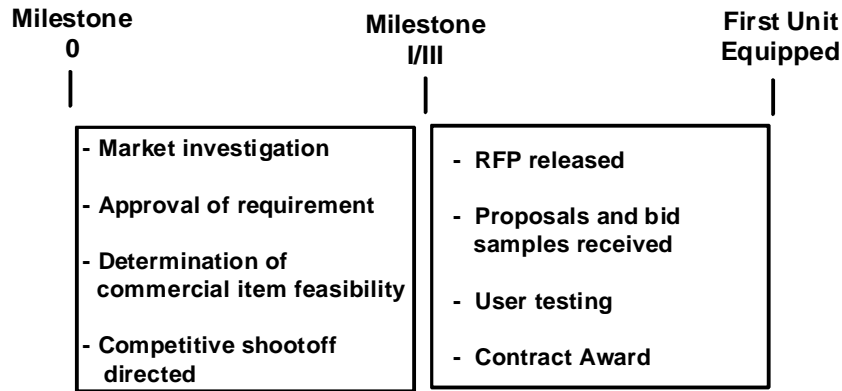 Milestone
0
Milestone
I/III
First Unit
Equipped
- Market investigation
- Approval of requirement
- Determination of
commercial item feasibility
- Competitive shootoff
directed
- RFP released
- Proposals and bid
samples received
- User testing
- Contract Award